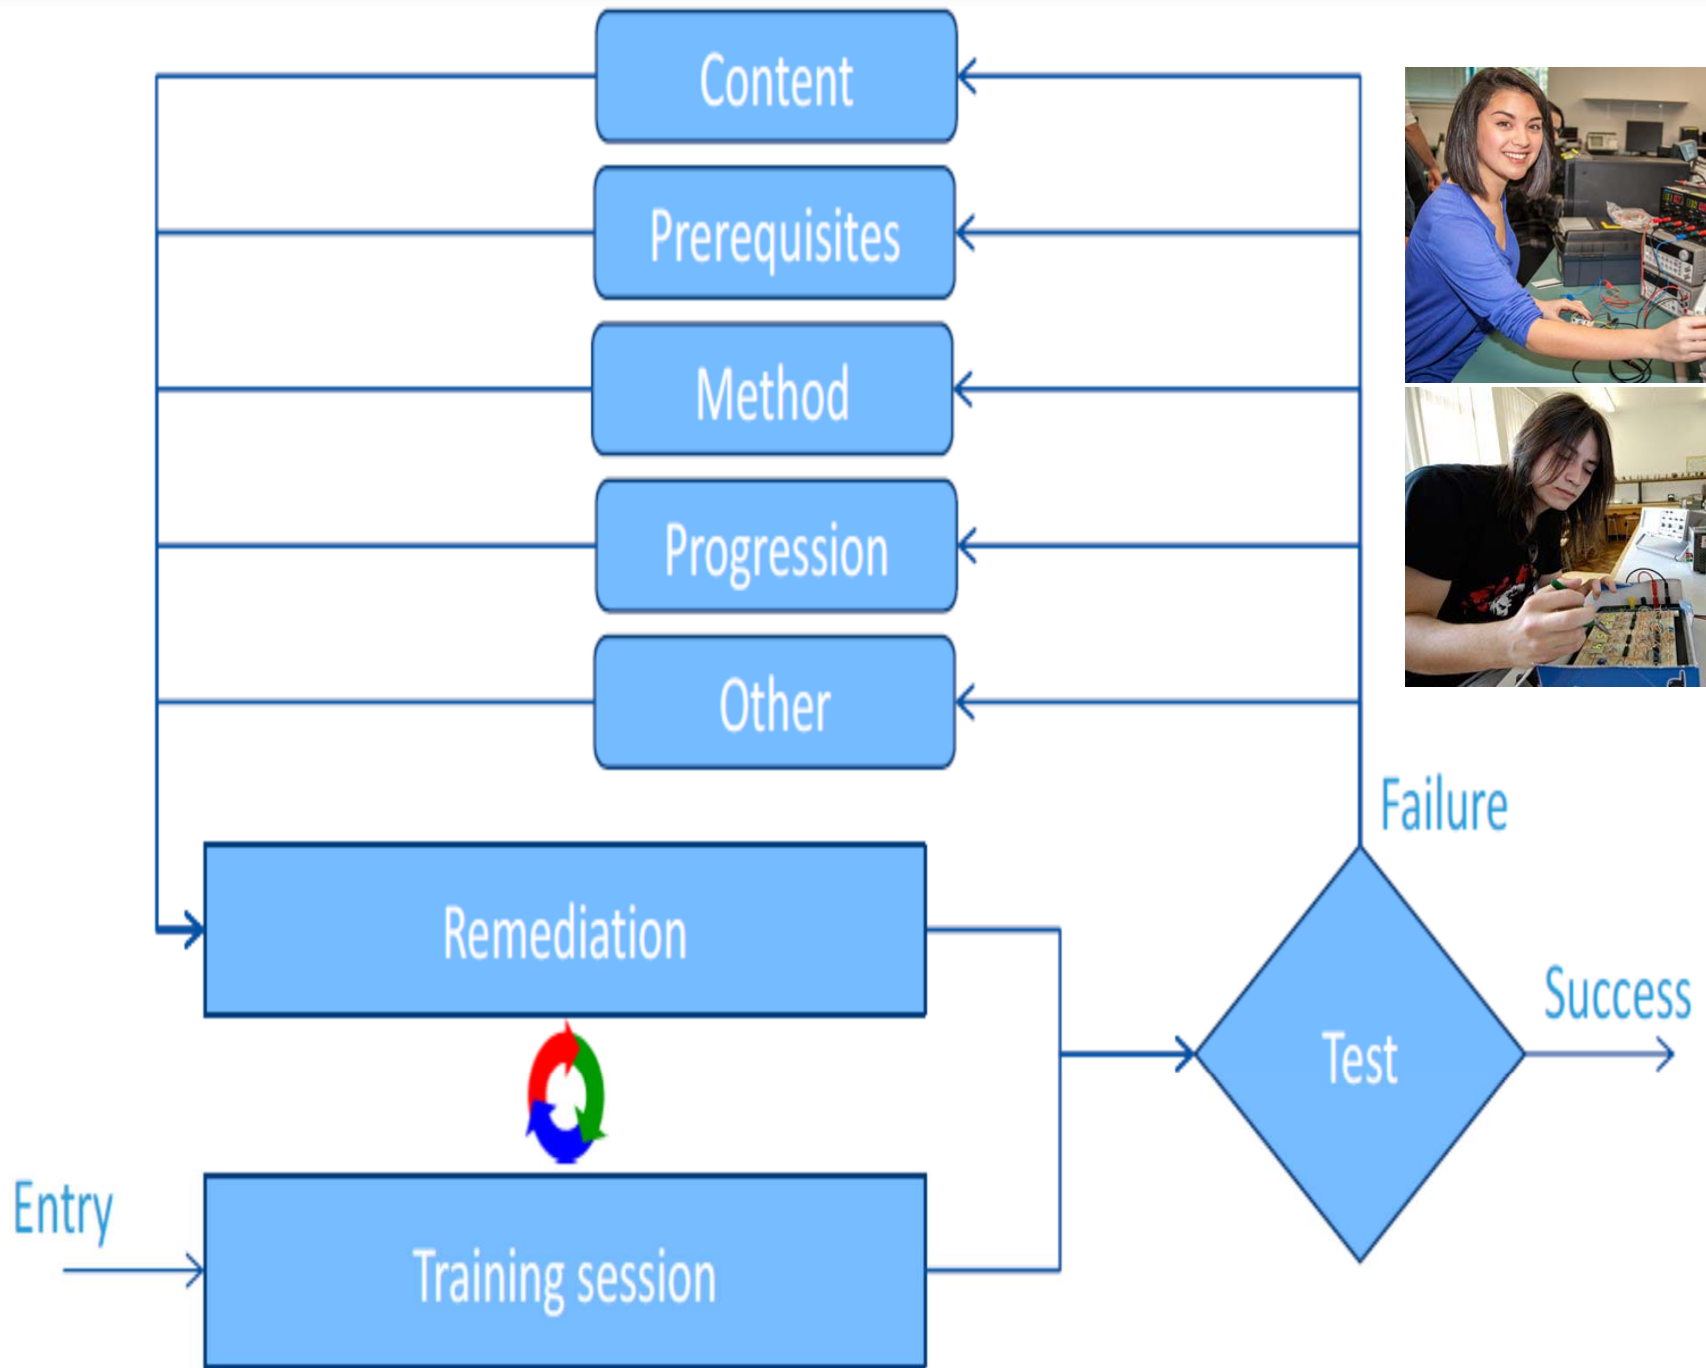 Content
Prerequisites
Method
Progression
Other
Failure
Remediation
Success
Test
Entry
Training session